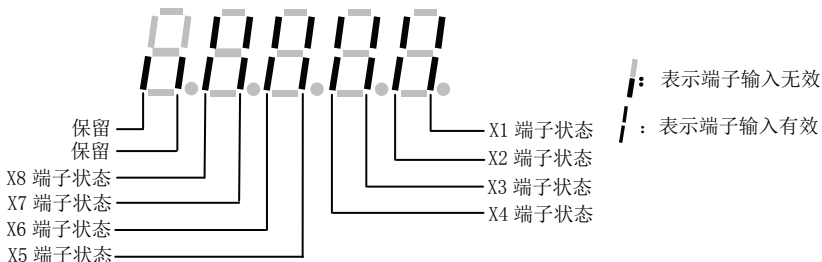 保留
保留
X8 端子状态
X7 端子状态
X6 端子状态
X5 端子状态
X1 端子状态
X2 端子状态
X3 端子状态
X4 端子状态
：表示端子输入无效
：表示端子输入有效